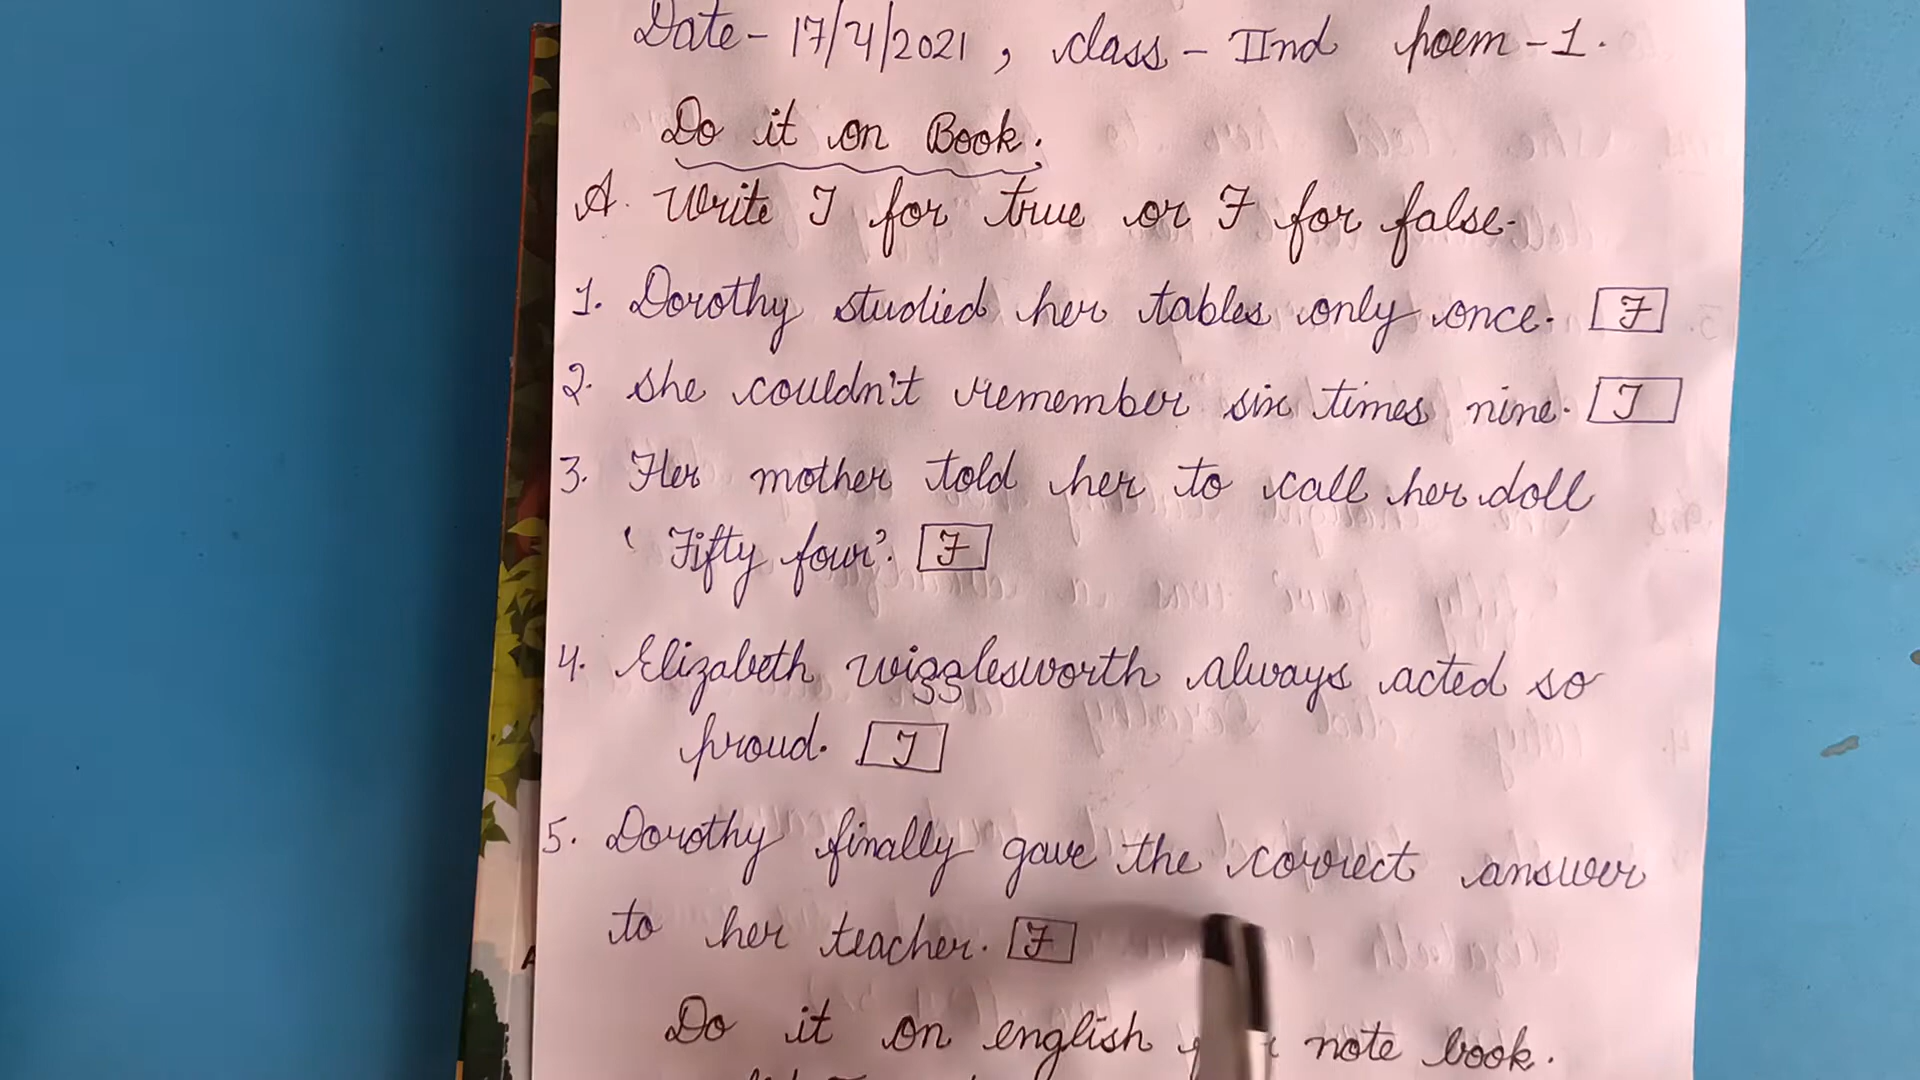 Date - 17/4/2021, class - IInd poem - 1.
Do it on Book.
A. Write T for true or F for false.
1. Dorothy studied her tables only once. F
2. she couldn't remember six times nine. T
3. Her mother told her to call her doll
'Fifty four'. F
4. Elizabeth wigglesworth always acted so
proud. T
5. Dorothy finally gave the correct answer
to her teacher. F
Do it on english note book.